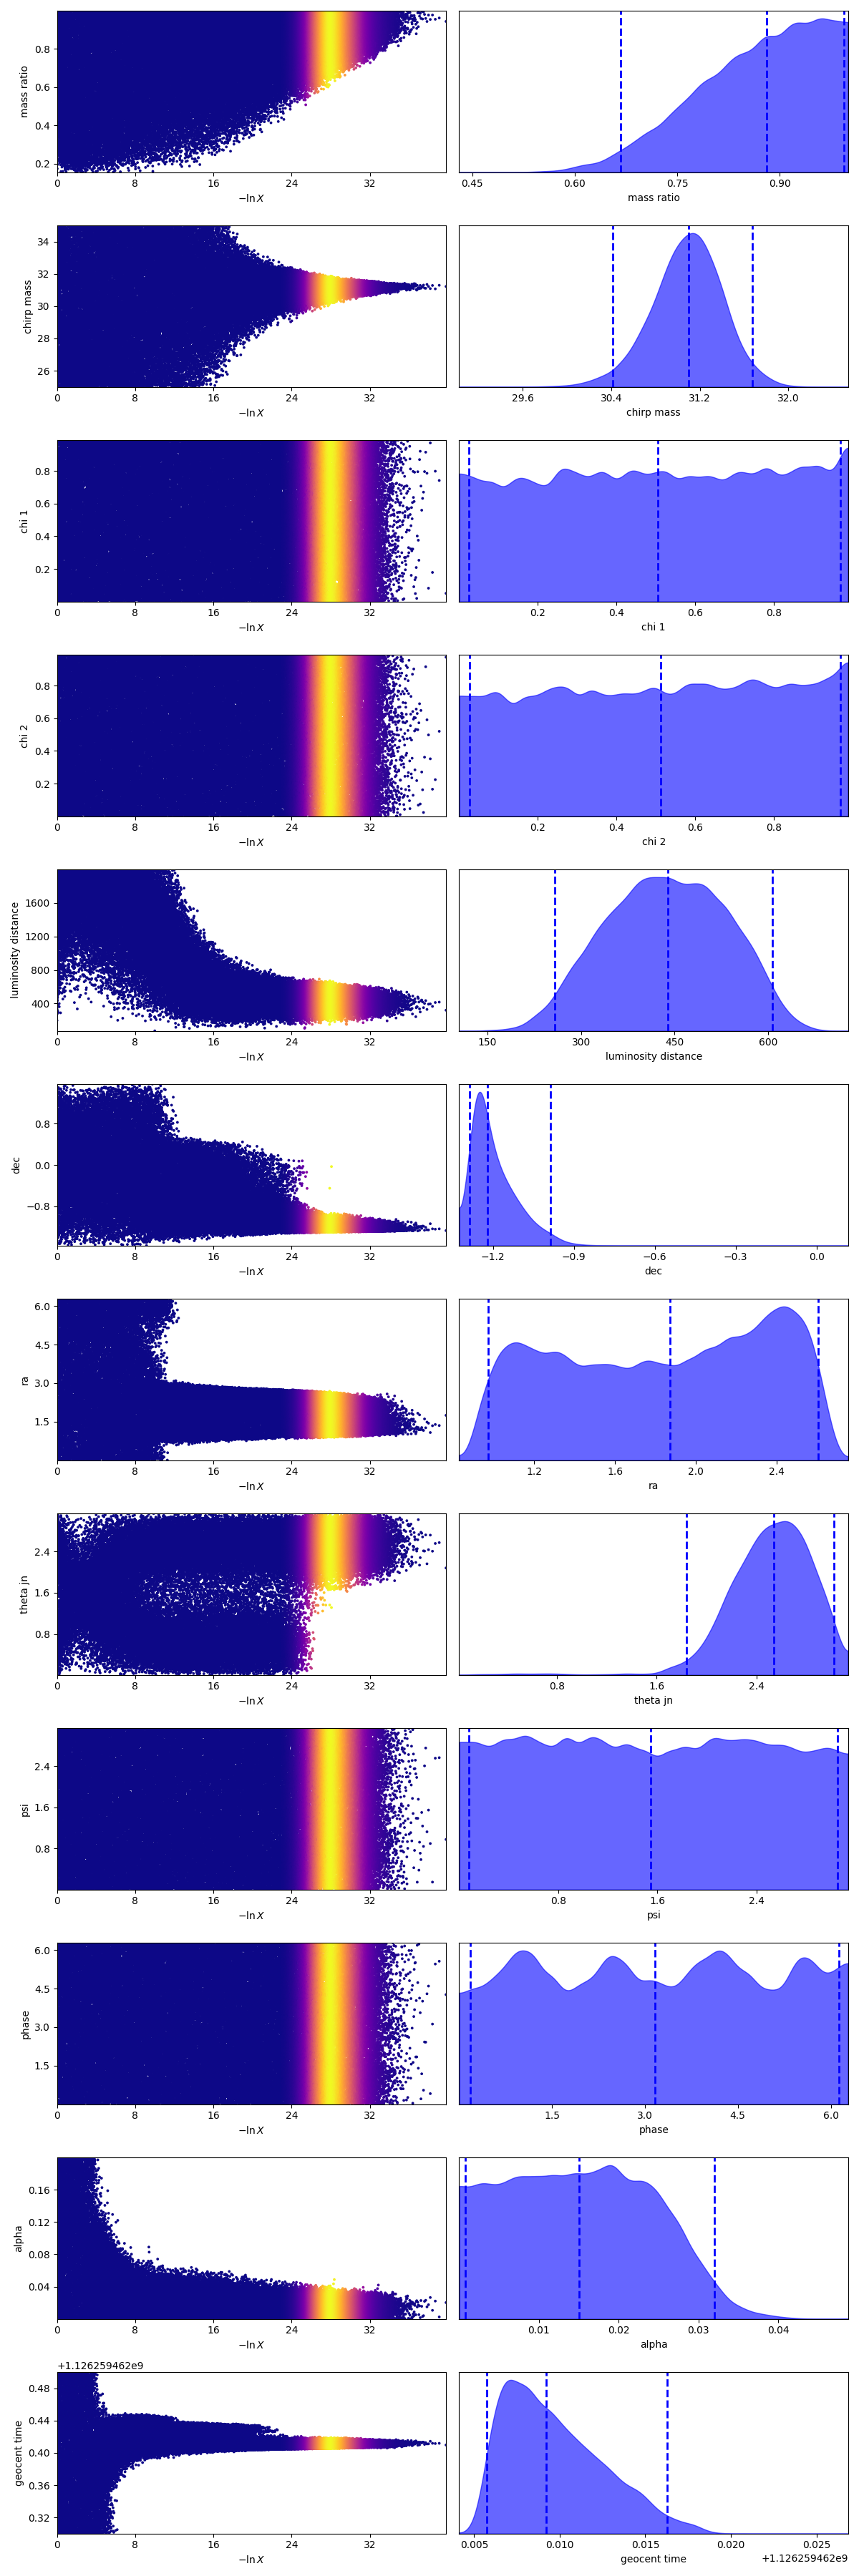 0.8
0.6
0.4
0.2
mass ratio
0 8 16 24 32
−ln X
0.45 0.60 0.75 0.90
mass ratio
34
32
30
28
26
chirp mass
0 8 16 24 32
−ln X
29.6 30.4 31.2 32.0
chirp mass
0.8
0.6
0.4
0.2
chi 1
0 8 16 24 32
−ln X
0.2 0.4 0.6 0.8
chi 1
0.8
0.6
0.4
0.2
chi 2
0 8 16 24 32
−ln X
0.2 0.4 0.6 0.8
chi 2
1600
1200
800
400
luminosity distance
0 8 16 24 32
−ln X
150 300 450 600
luminosity distance
0.8
0.0
−0.8
dec
0 8 16 24 32
−ln X
−1.2 −0.9 −0.6 −0.3 0.0
dec
6.0
4.5
3.0
1.5
ra
0 8 16 24 32
−ln X
1.2 1.6 2.0 2.4
ra
2.4
1.6
0.8
theta jn
0 8 16 24 32
−ln X
0.8 1.6 2.4
theta jn
2.4
1.6
0.8
psi
0 8 16 24 32
−ln X
0.8 1.6 2.4
psi
6.0
4.5
3.0
1.5
phase
0 8 16 24 32
−ln X
1.5 3.0 4.5 6.0
phase
0.16
0.12
0.08
0.04
alpha
0 8 16 24 32
−ln X
0.01 0.02 0.03 0.04
alpha
+1.126259462e9
0.48
0.44
0.40
0.36
0.32
geocent time
0 8 16 24 32
−ln X
0.005 0.010 0.015 0.020 0.025
geocent time
+1.126259462e9